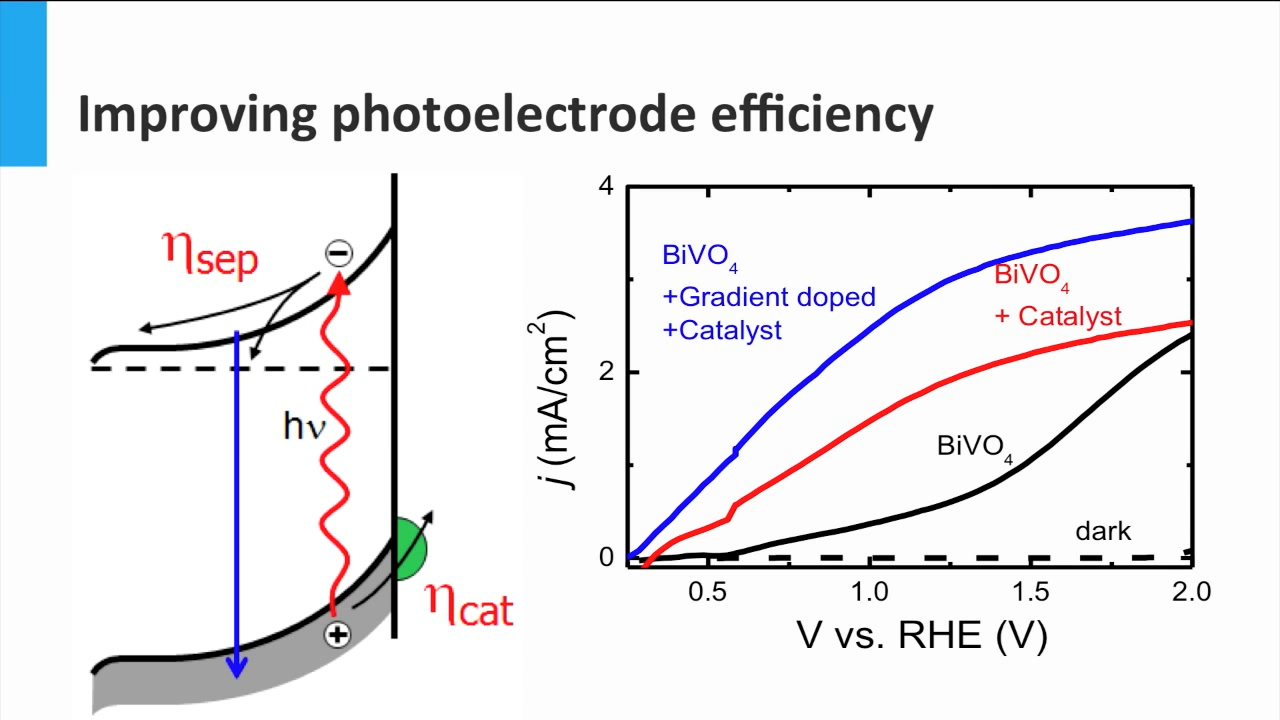 Improving photoelectrode efficiency
ηsep
−
hν
+
ηcat
4
2
0
j (mA/cm²)
BiVO₄
+Gradient doped
+Catalyst
BiVO₄
+ Catalyst
BiVO₄
dark
0.5 1.0 1.5 2.0
V vs. RHE (V)